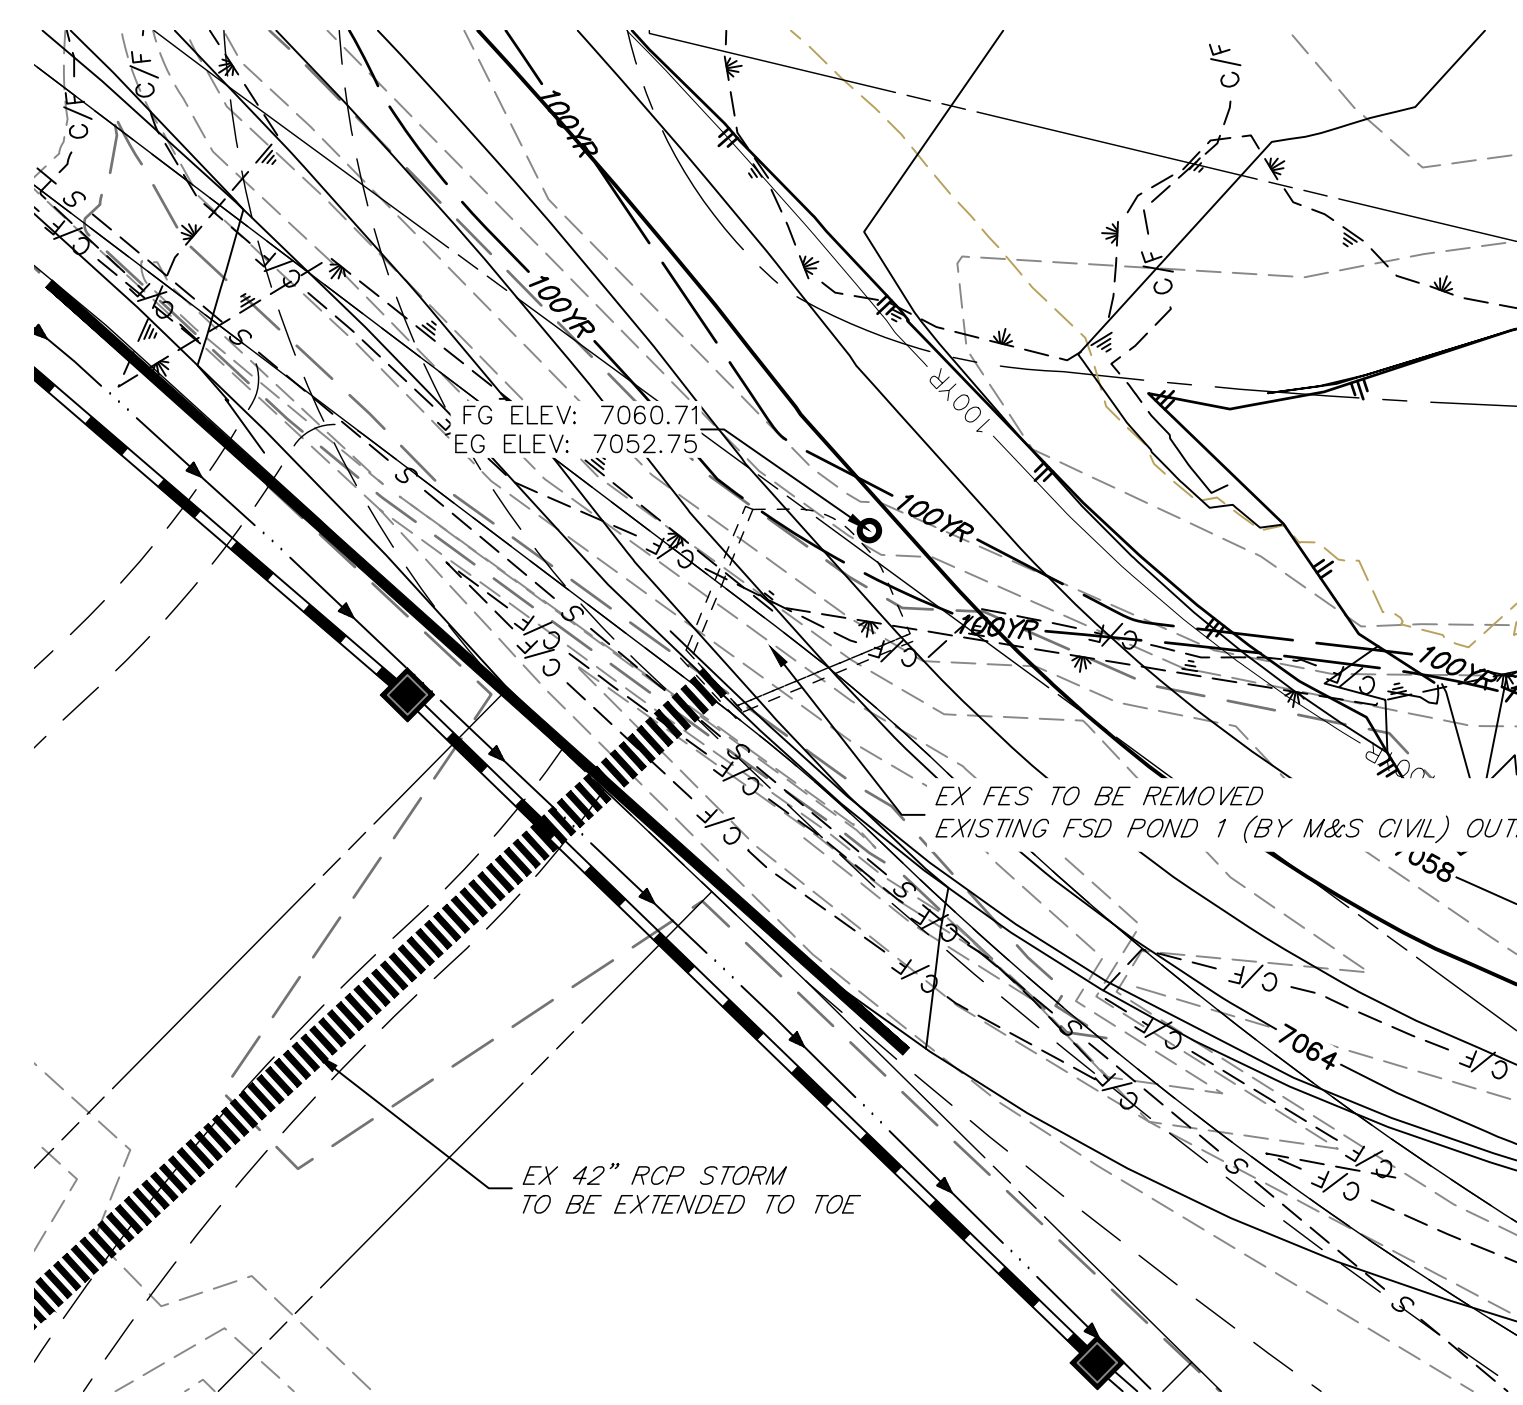 C/F
C/F
C/F
100YR
S
C/F
C/F
C/F
C/F
100YR
S
100YR
FG ELEV: 7060.71
EG ELEV: 7052.75
S
100YR
C/F
S
C/F
C/F
100YR
C/F
C/F
C/F
100YR
S
C/F
EX FES TO BE REMOVED
EXISTING FSD POND 1 (BY M&S CIVIL)
C/F
7058
S
C/F
C/F
C/F
S
C/F
7064
C/F
C/F
EX 42" RCP STORM
TO BE EXTENDED TO TOE
S
C/F
C/F
S